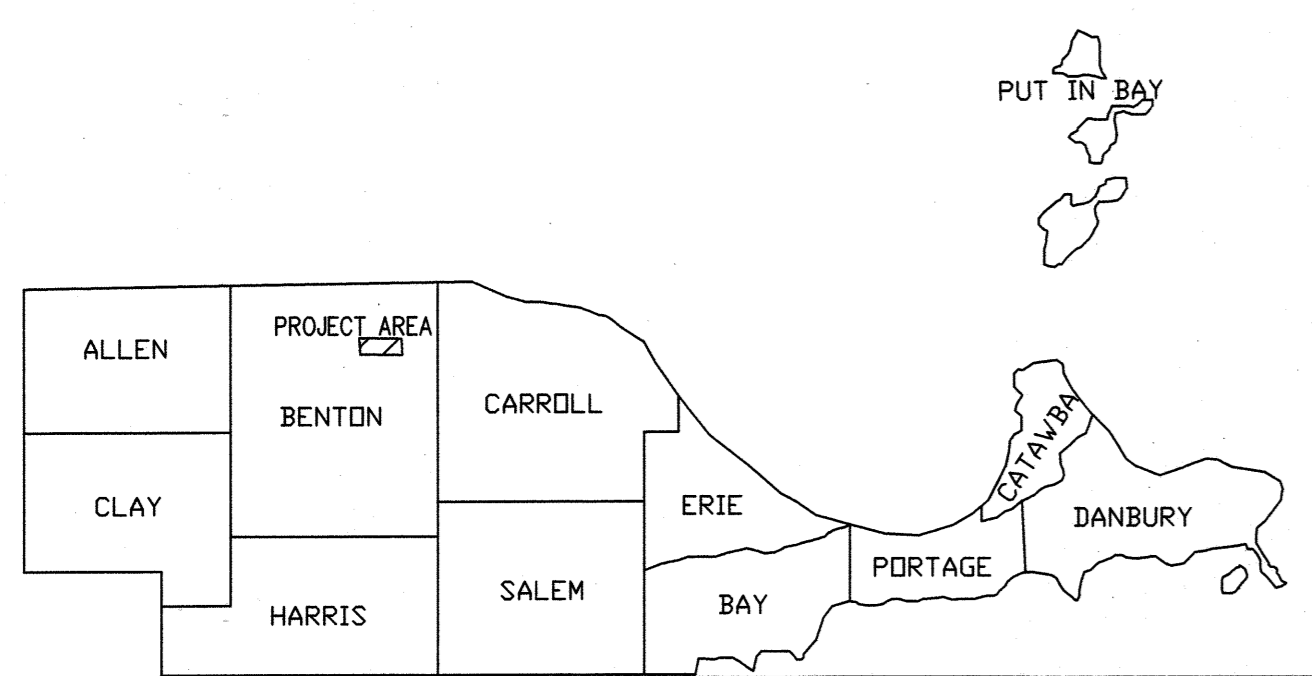 PUT IN BAY
PROJECT AREA
ALLEN
BENTON
CARROLL
CATAWBA
CLAY
ERIE
DANBURY
PORTAGE
SALEM
BAY
HARRIS